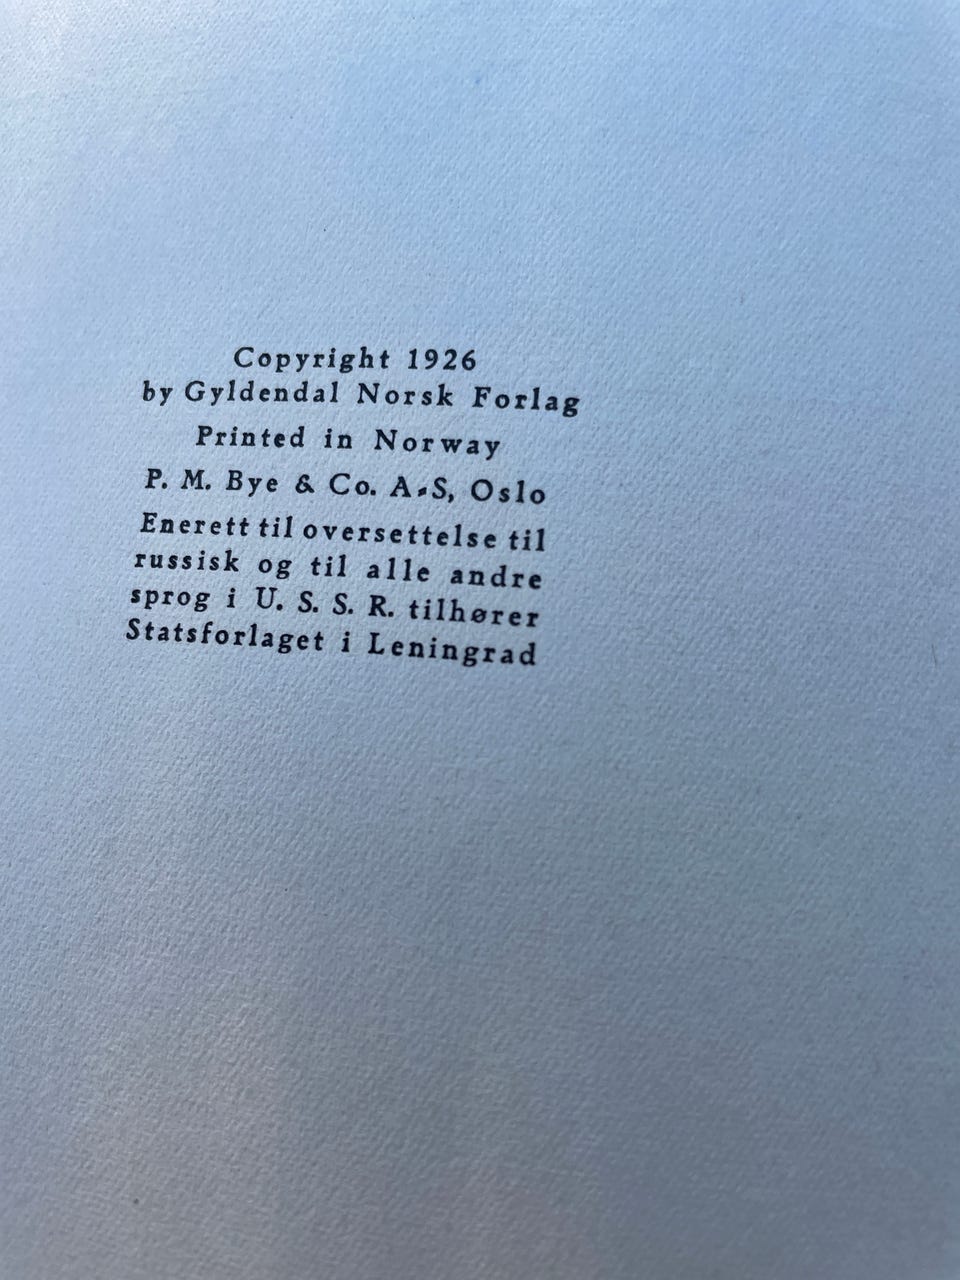 Copyright 1926
by Gyldendal Norsk Forlag
Printed in Norway
P. M. Bye & Co. A-S, Oslo
Enerett til oversettelse til
russisk og til alle andre
sprog i U. S. S. R. tilhører
Statsforlaget i Leningrad